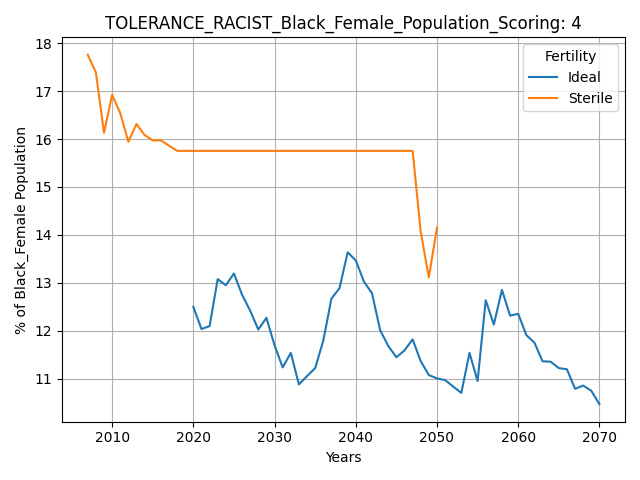 TOLERANCE_RACIST_Black_Female_Population_Scoring: 4
Fertility
Ideal
Sterile
% of Black_Female Population
18
17
16
15
14
13
12
11
2010 2020 2030 2040 2050 2060 2070
Years